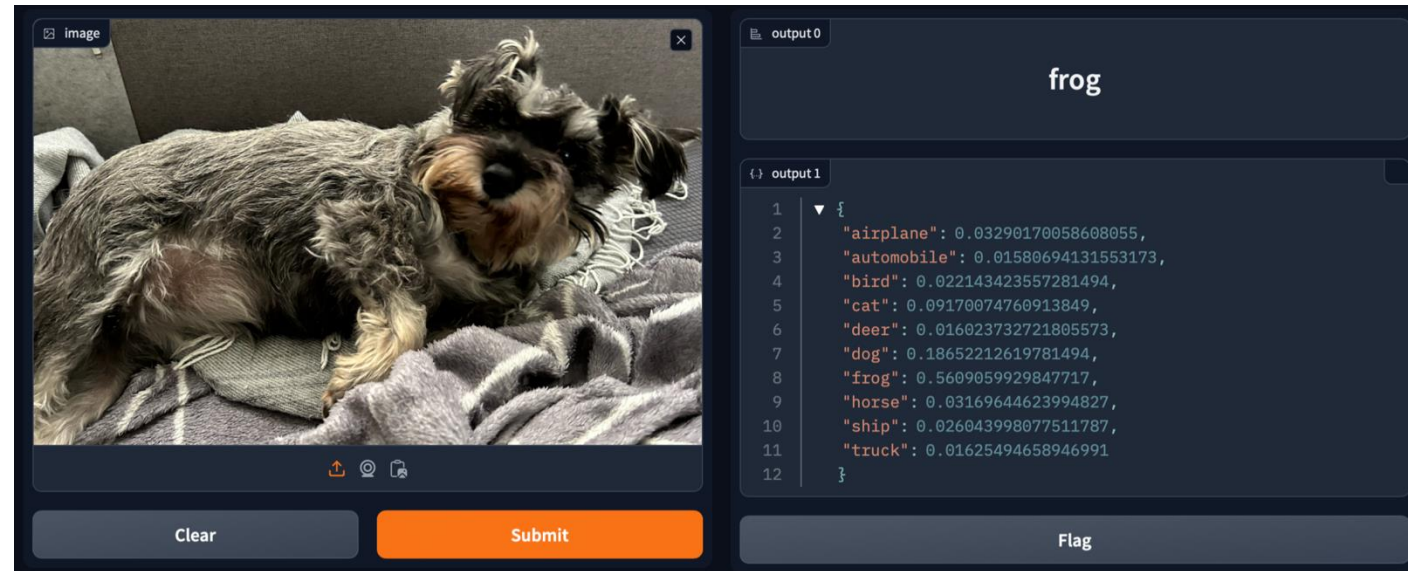 image
Clear
Submit
output 0
frog
output 1
1 {
2 "airplane": 0.03290170058608055,
3 "automobile": 0.01580694131553173,
4 "bird": 0.022143423557281494,
5 "cat": 0.09170074760913849,
6 "deer": 0.016023732721805573,
7 "dog": 0.18652212619781494,
8 "frog": 0.5609059929847717,
9 "horse": 0.03169644623994827,
10 "ship": 0.026043998077511787,
11 "truck": 0.01625494658946991
12 }
Flag